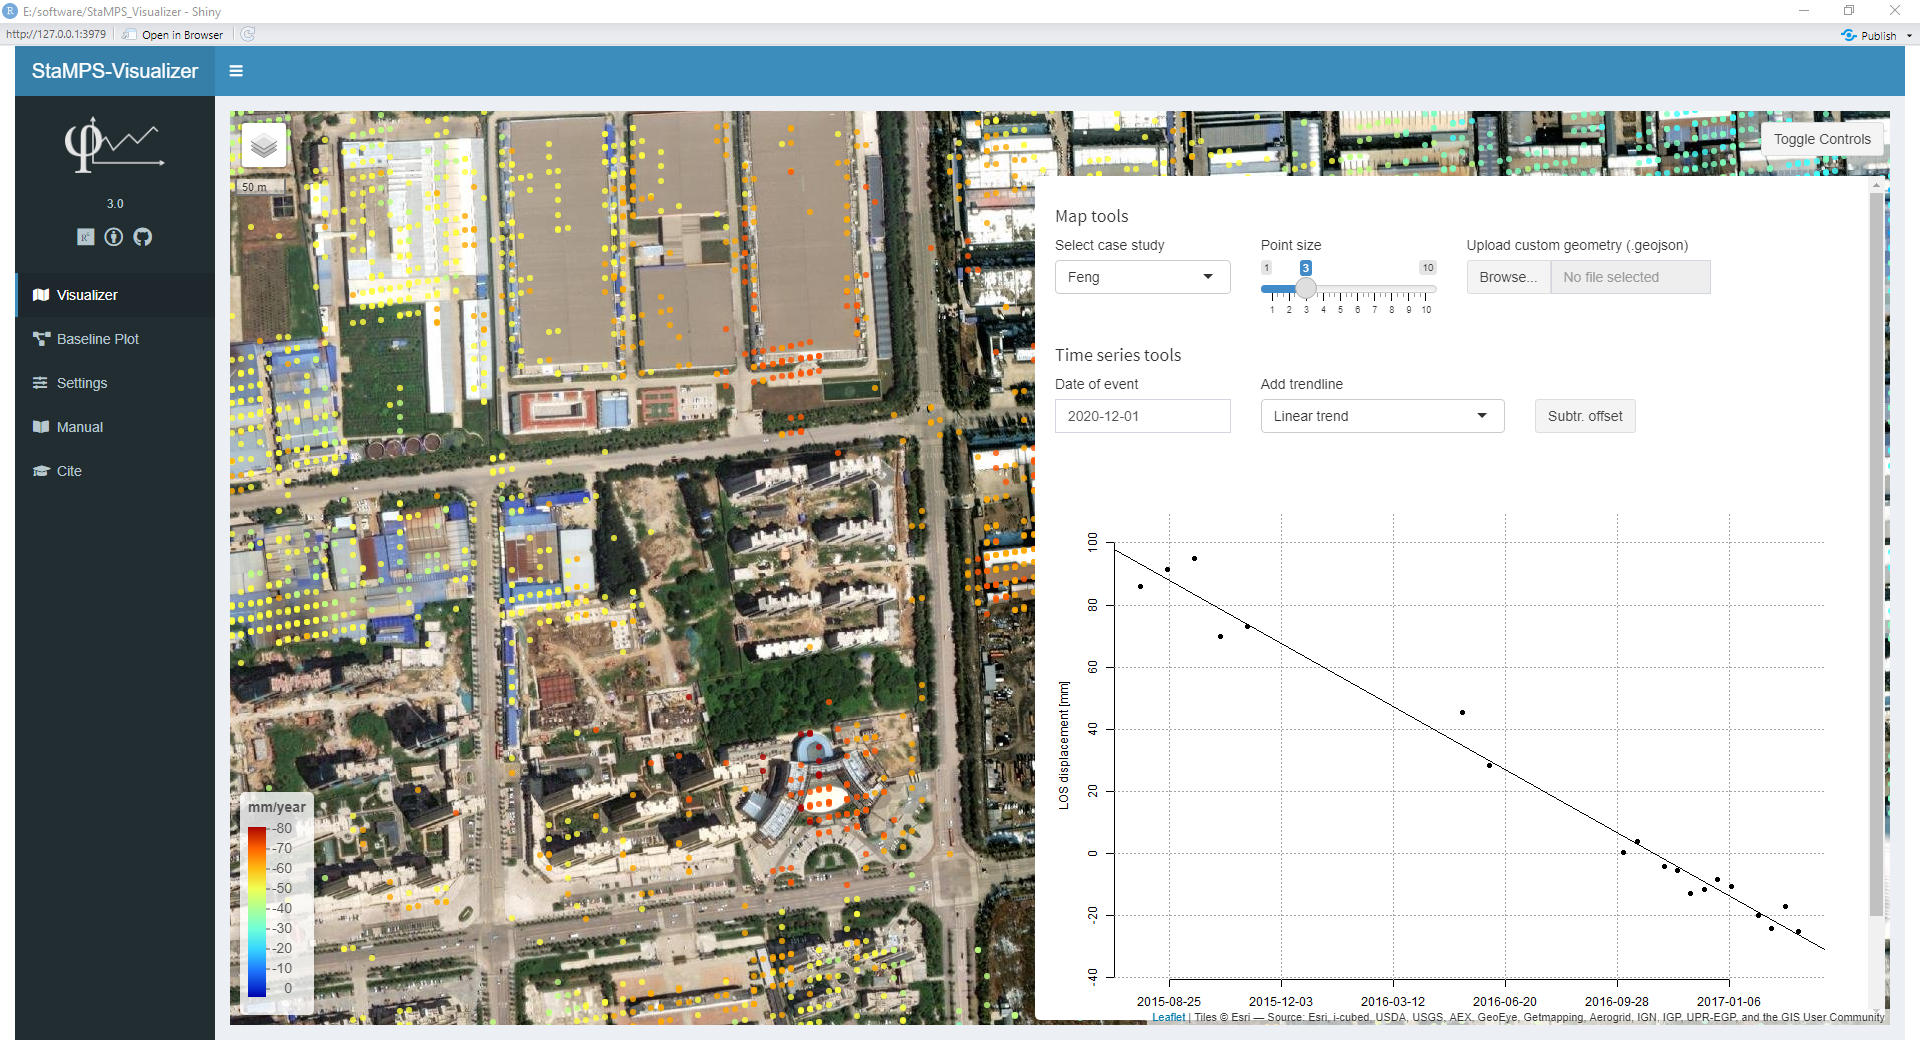 E:/software/StaMPS_Visualizer - Shiny
http://127.0.0.1:3979 Open in Browser Publish
StaMPS-Visualizer
3.0
Visualizer
Baseline Plot
Settings
Manual
Cite
50 m
Toggle Controls
Map tools
Select case study Point size Upload custom geometry (.geojson)
Feng 1 3 10 Browse... No file selected
1 2 3 4 5 6 7 8 9 10
Time series tools
Date of event Add trendline
2020-12-01 Linear trend Subtr. offset
LOS displacement [mm]
100
80
60
40
20
0
-20
-40
2015-08-25 2015-12-03 2016-03-12 2016-06-20 2016-09-28 2017-01-06
mm/year
-80
-70
-60
-50
-40
-30
-20
-10
0
Leaflet | Tiles © Esri — Source: Esri, i-cubed, USDA, USGS, AEX, GeoEye, Getmapping, Aerogrid, IGN, IGP, UPR-EGP, and the GIS User Community